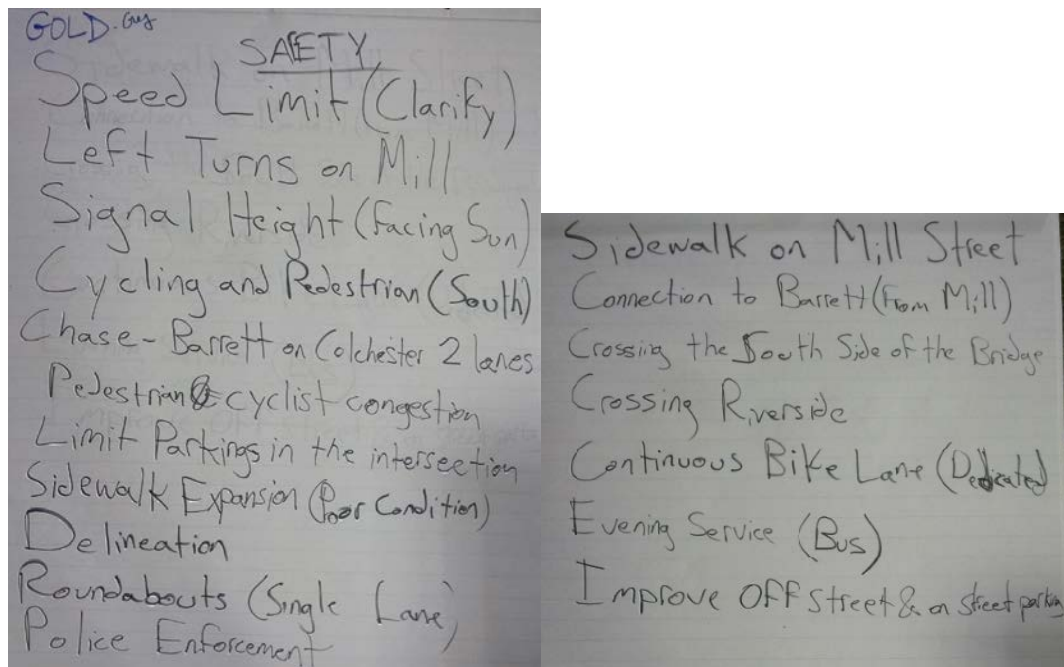 GOLD. Guy
SAFETY
Speed Limit (Clarify)
Left Turns on Mill
Signal Height (facing Sun)
Cycling and Pedestrian (South)
Chase - Barrett on Colchester 2 lanes
Pedestrian & cyclist congestion
Limit Parkings in the intersection
Sidewalk Expansion (Poor Condition)
Delineation
Roundabouts (Single Lane)
Police Enforcement
Sidewalk on Mill Street
Connection to Barrett (From Mill)
Crossing the South Side of the Bridge
Crossing Riverside
Continuous Bike Lane (Dedicated
Evening Service (Bus)
Improve Off street & on street parking